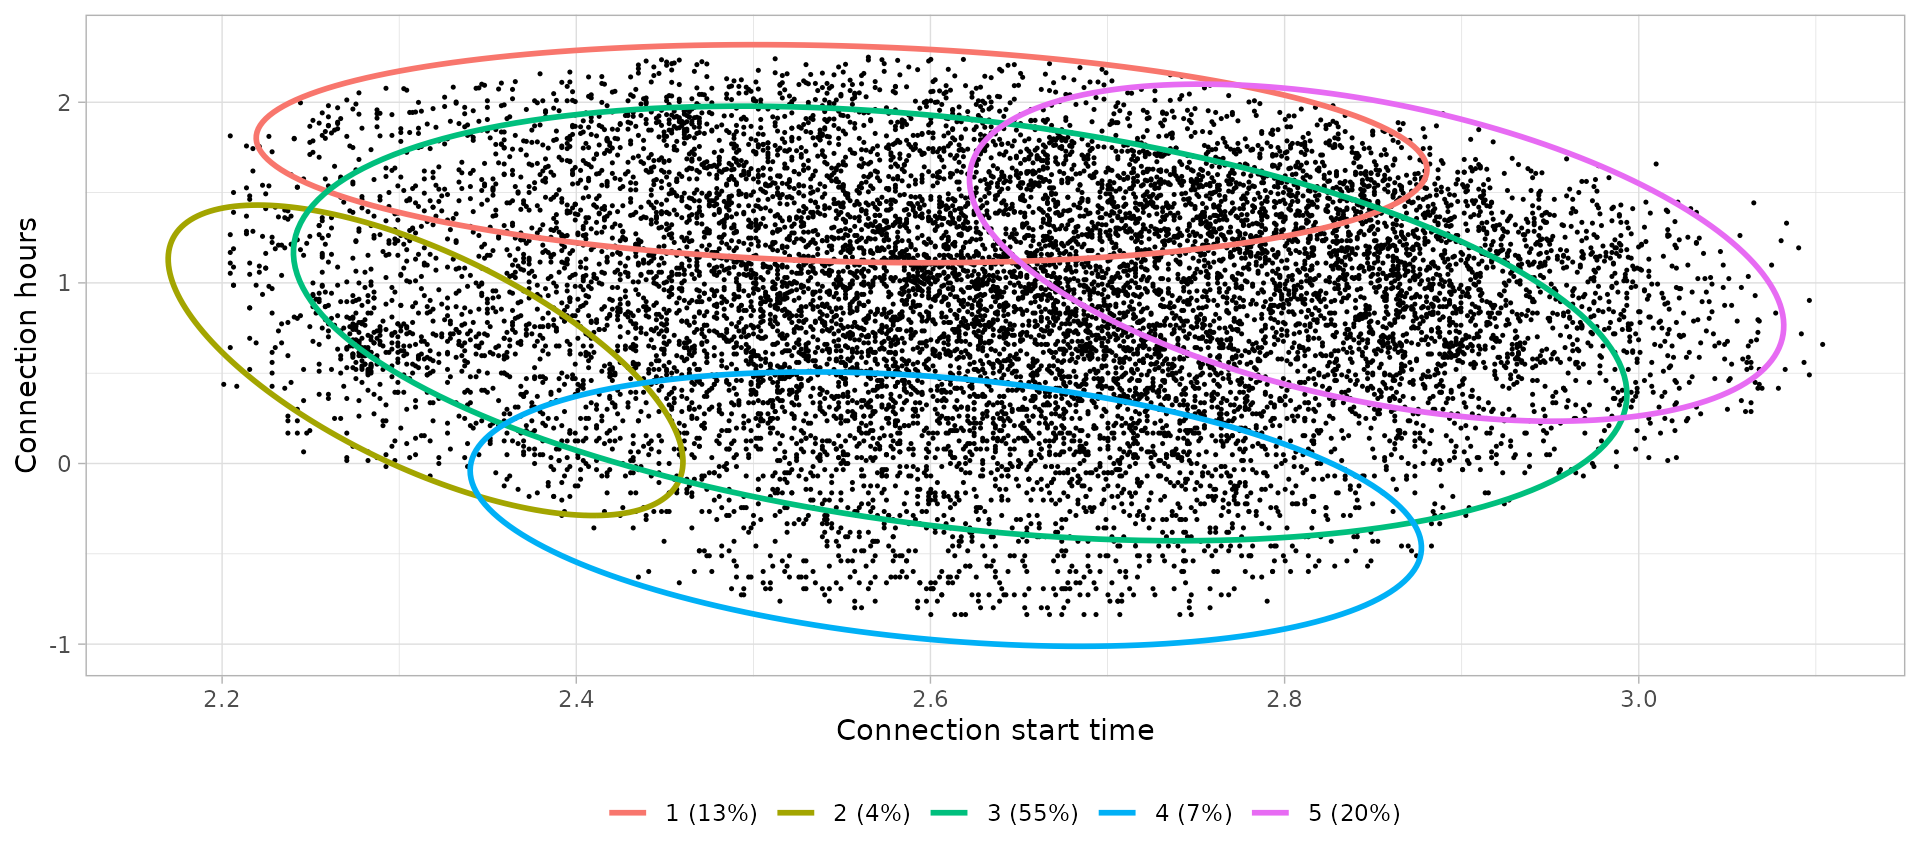 Connection hours
2
1
0
-1
2.2 2.4 2.6 2.8 3.0
Connection start time
1 (13%) 2 (4%) 3 (55%) 4 (7%) 5 (20%)